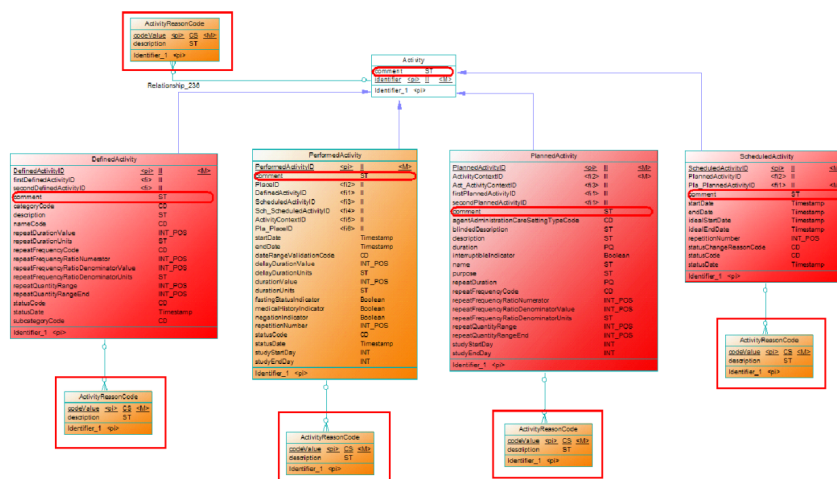 ActivityReasonCode
codeValue <pi> CS <M>
description ST
Identifier_1 <pi>
Relationship_236
Activity
comment ST
identifier <pi> II <M>
Identifier_1 <pi>
DefinedActivity
DefinedActivityID <pi> II <M>
firstDefinedActivityID <fi> II
secondDefinedActivityID <fi> II
comment ST
categoryCode CD
description ST
nameCode CD
repeatDurationValue INT_POS
repeatDurationUnits ST
repeatFrequencyCode CD
repeatFrequencyRatioNumerator INT_POS
repeatFrequencyRatioDenominatorValue INT_POS
repeatFrequencyRatioDenominatorUnits ST
repeatQuantityRange INT_POS
repeatQuantityRangeEnd INT_POS
statusCode CD
statusDate Timestamp
subcategoryCode CD
Identifier_1 <pi>
PerformedActivity
PerformedActivityID <pi> II <M>
comment ST
PlaceID <fi2> II
DefinedActivityID <fi1> II
ScheduledActivityID <fi3> II
Sch_ScheduledActivityID <fi4> II
ActivityContextID <fi5> II
Pla_PlaceID <fi6> II
startDate Timestamp
endDate Timestamp
dateRangeValidationCode CD
delayDurationValue INT_POS
delayDurationUnits ST
durationValue INT_POS
durationUnits ST
fastingStatusIndicator Boolean
medicalHistoryIndicator Boolean
negationIndicator Boolean
repetitionNumber INT_POS
statusCode CD
statusDate Timestamp
studyStartDay INT
studyEndDay INT
Identifier_1 <pi>
PlannedActivity
PlannedActivityID <pi> II <M>
ActivityContextID <fi2> II <M>
Act_ActivityContextID <fi3> II
firstPlannedActivityID <fi1> II
secondPlannedActivityID <fi1> II
comment ST
agentAdministrationCareSettingTypeCode CD
blindedDescription ST
description ST
duration PQ
interruptibleIndicator Boolean
name ST
purpose ST
repeatDuration PQ
repeatFrequencyCode CD
repeatFrequencyRatioNumerator INT_POS
repeatFrequencyRatioDenominatorValue INT_POS
repeatFrequencyRatioDenominatorUnits ST
repeatQuantityRange INT_POS
repeatQuantityRangeEnd INT_POS
studyStartDay INT
studyEndDay INT
Identifier_1 <pi>
ScheduledActivity
ScheduledActivityID <pi> II <M>
PlannedActivityID <fi2> II
Pla_PlannedActivityID <fi1> II <M>
comment ST
startDate Timestamp
endDate Timestamp
idealStartDate Timestamp
idealEndDate Timestamp
repetitionNumber INT_POS
statusChangeReasonCode CD
statusCode CD
statusDate Timestamp
Identifier_1 <pi>
ActivityReasonCode
codeValue <pi> CS <M>
description ST
Identifier_1 <pi>
ActivityReasonCode
codeValue <pi> CS <M>
description ST
Identifier_1 <pi>
ActivityReasonCode
codeValue <pi> CS <M>
description ST
Identifier_1 <pi>
ActivityReasonCode
codeValue <pi> CS <M>
description ST
Identifier_1 <pi>